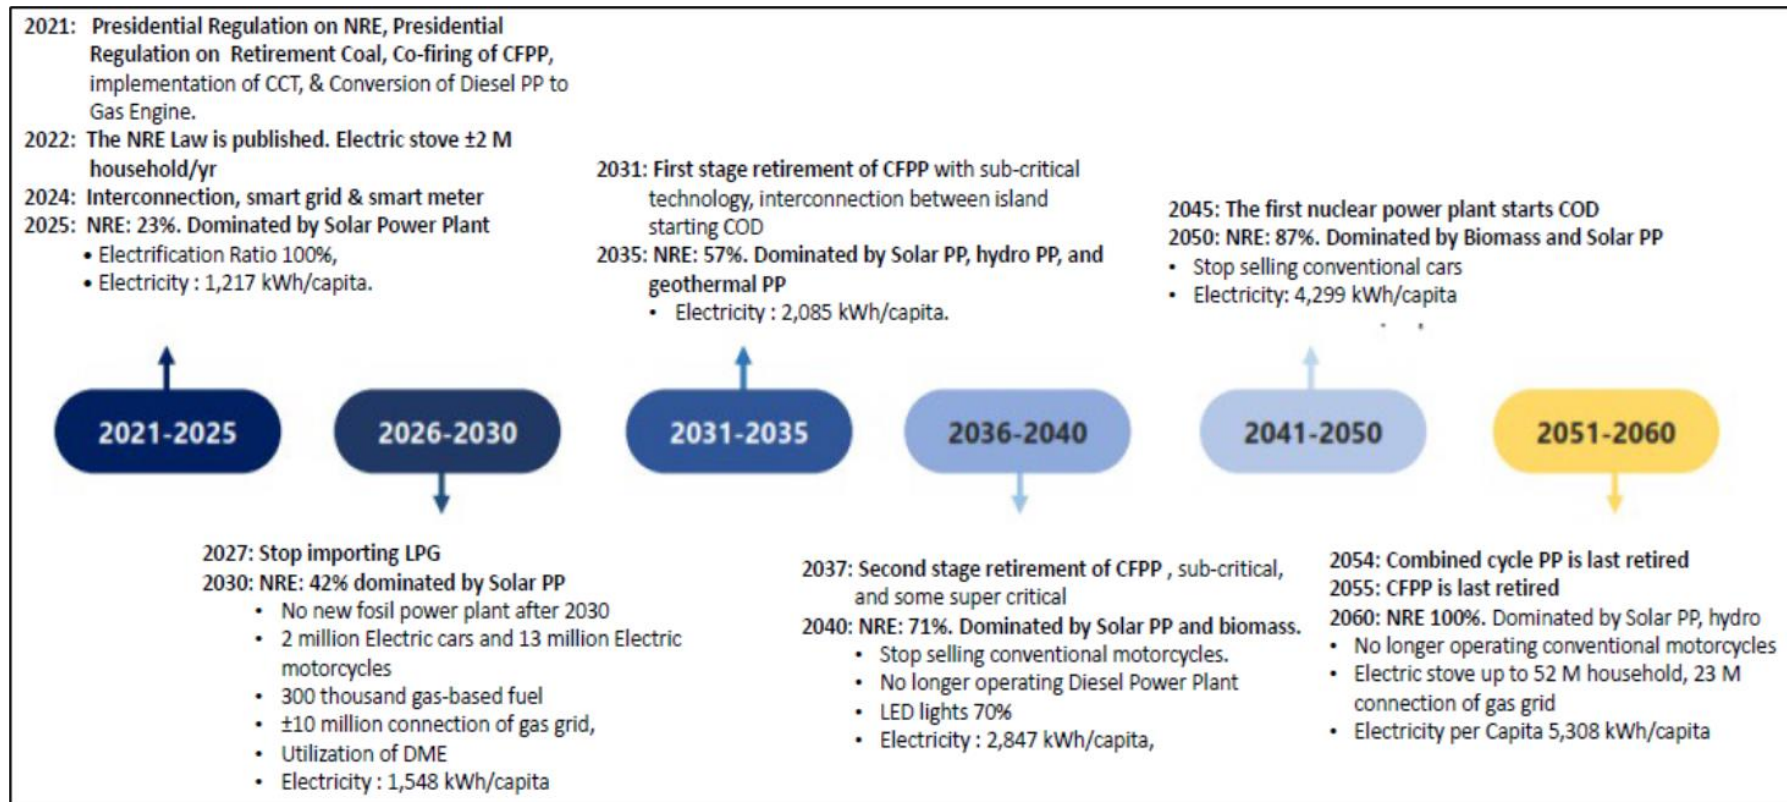 2021: Presidential Regulation on NRE, Presidential
Regulation on Retirement Coal, Co-firing of CFPP,
implementation of CCT, & Conversion of Diesel PP to
Gas Engine.
2022: The NRE Law is published. Electric stove ±2 M
household/yr
2024: Interconnection, smart grid & smart meter
2025: NRE: 23%. Dominated by Solar Power Plant
• Electrification Ratio 100%,
• Electricity : 1,217 kWh/capita.
2031: First stage retirement of CFPP with sub-critical
technology, interconnection between island
starting COD
2035: NRE: 57%. Dominated by Solar PP, hydro PP, and
geothermal PP
• Electricity : 2,085 kWh/capita.
2045: The first nuclear power plant starts COD
2050: NRE: 87%. Dominated by Biomass and Solar PP
• Stop selling conventional cars
• Electricity: 4,299 kWh/capita
2021-2025
2026-2030
2031-2035
2036-2040
2041-2050
2051-2060
2027: Stop importing LPG
2030: NRE: 42% dominated by Solar PP
• No new fosil power plant after 2030
• 2 million Electric cars and 13 million Electric
motorcycles
• 300 thousand gas-based fuel
• ±10 million connection of gas grid,
• Utilization of DME
• Electricity : 1,548 kWh/capita
2037: Second stage retirement of CFPP , sub-critical,
and some super critical
2040: NRE: 71%. Dominated by Solar PP and biomass.
• Stop selling conventional motorcycles.
• No longer operating Diesel Power Plant
• LED lights 70%
• Electricity : 2,847 kWh/capita,
2054: Combined cycle PP is last retired
2055: CFPP is last retired
2060: NRE 100%. Dominated by Solar PP, hydro
• No longer operating conventional motorcycles
• Electric stove up to 52 M household, 23 M
connection of gas grid
• Electricity per Capita 5,308 kWh/capita